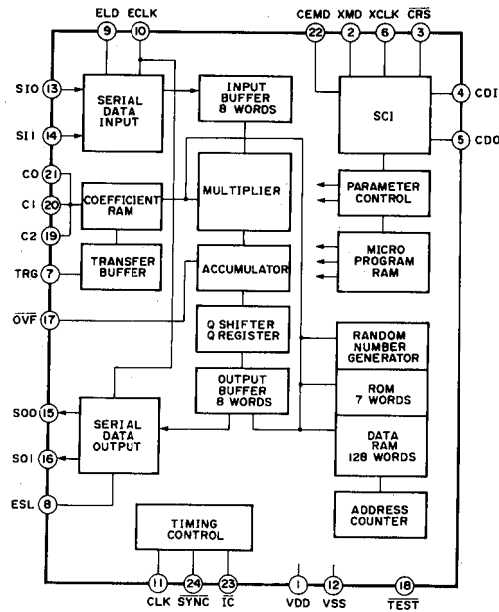 ELD ECLK CEMD XMD XCLK CRS
9 10 22 2 6 3
SI0 13
SI1 14
SERIAL
DATA
INPUT
INPUT
BUFFER
8 WORDS
SCI
4 CDI
5 CDO
C0 21
C1 20
C2 19
COEFFICIENT
RAM
MULTIPLIER
PARAMETER
CONTROL
TRG 7
TRANSFER
BUFFER
ACCUMULATOR
MICRO
PROGRAM
RAM
OVF 17
Q SHIFTER
Q REGISTER
RANDOM
NUMBER
GENERATOR
OUTPUT
BUFFER
8 WORDS
ROM
7 WORDS
SO0 15
SO1 16
SERIAL
DATA
OUTPUT
DATA
RAM
128 WORDS
ESL 8
TIMING
CONTROL
ADDRESS
COUNTER
11 24 23 1 12 18
CLK SYNC IC VDD VSS TEST